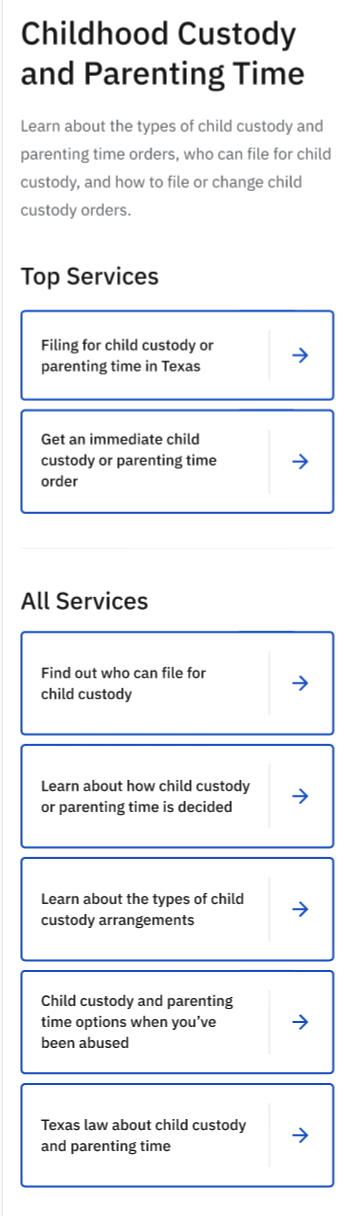 Childhood Custody
and Parenting Time
Learn about the types of child custody and
parenting time orders, who can file for child
custody, and how to file or change child
custody orders.
Top Services
Filing for child custody or
parenting time in Texas
Get an immediate child
custody or parenting time
order
All Services
Find out who can file for
child custody
Learn about how child custody
or parenting time is decided
Learn about the types of child
custody arrangements
Child custody and parenting
time options when you’ve
been abused
Texas law about child custody
and parenting time